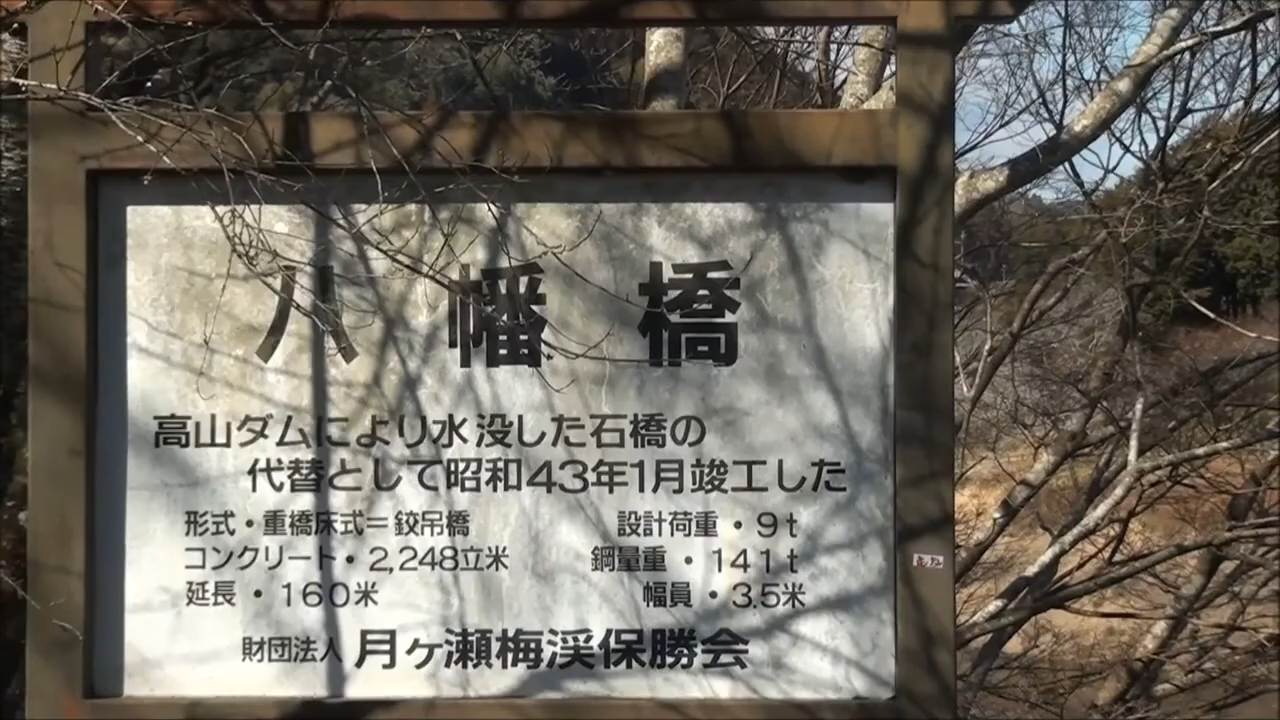 八幡橋
高山ダムにより水没した石橋の
代替として昭和43年1月竣工した
形式・重橋床式＝鉸吊橋 設計荷重・9t
コンクリート・2,248立米 鋼量重・141t
延長・160米 幅員・3.5米
財団法人 月ヶ瀬梅渓保勝会